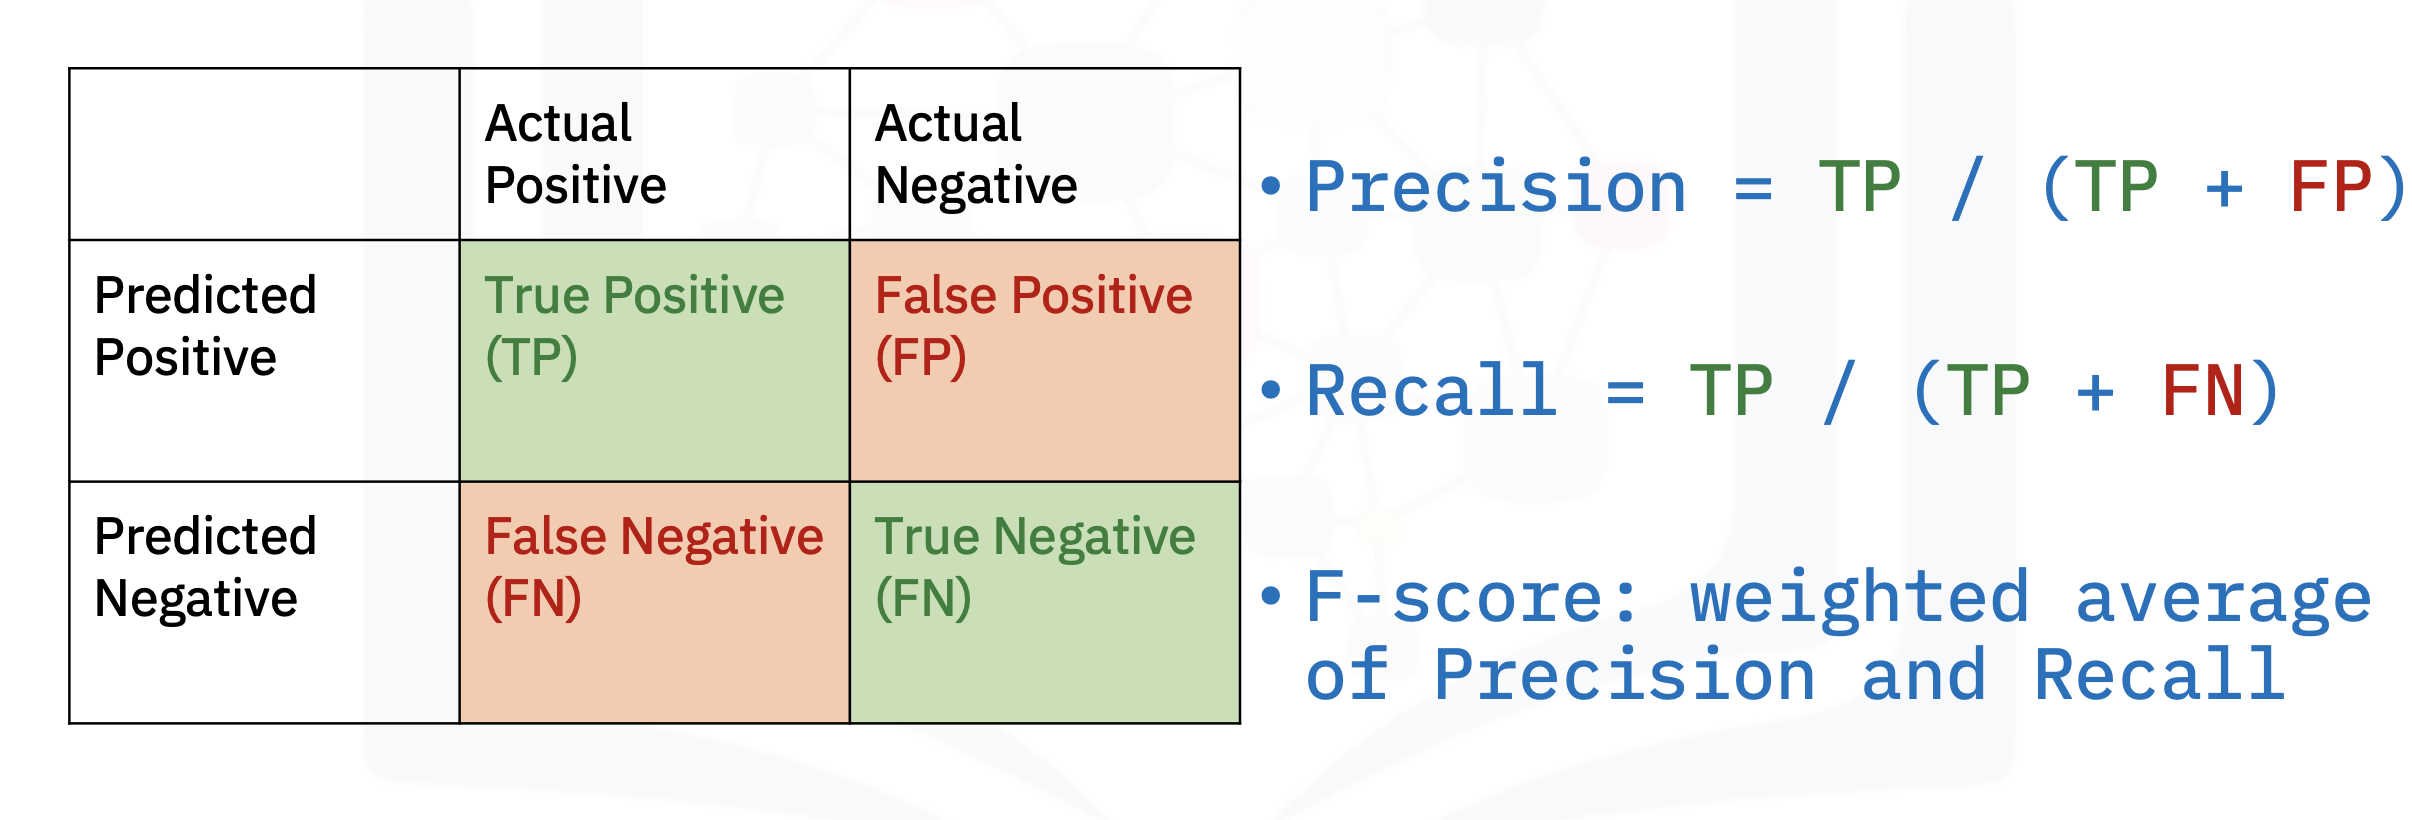 Actual
Positive
Actual
Negative
Predicted
Positive
True Positive
(TP)
False Positive
(FP)
Predicted
Negative
False Negative
(FN)
True Negative
(FN)
• Precision = TP / (TP + FP)
• Recall = TP / (TP + FN)
• F-score: weighted average
of Precision and Recall